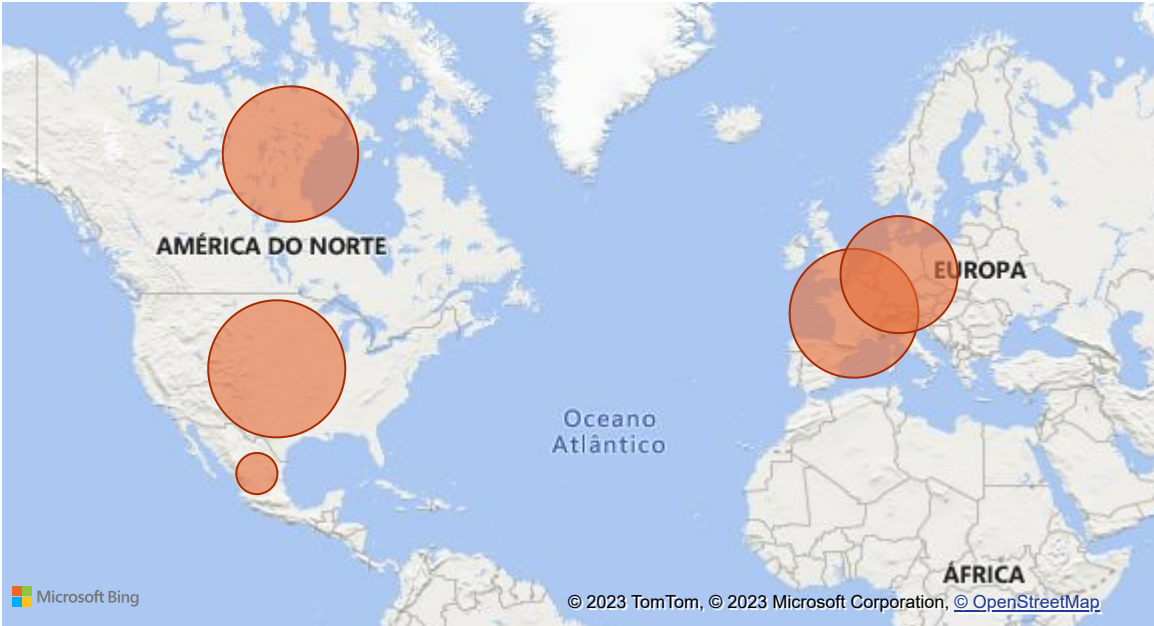 AMÉRICA DO NORTE
EUROPA
Oceano
Atlântico
ÁFRICA
Microsoft Bing
© 2023 TomTom, © 2023 Microsoft Corporation, © OpenStreetMap